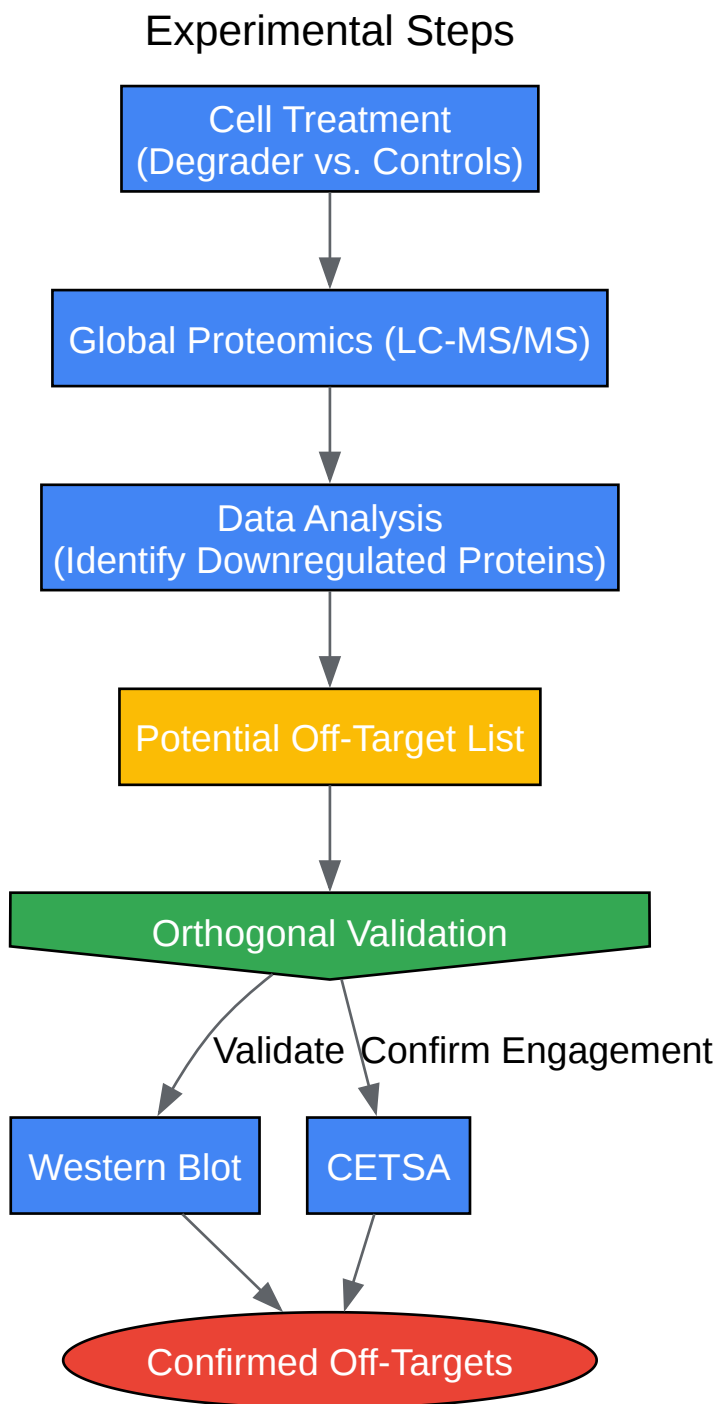 Experimental Steps
Cell Treatment
(Degrader vs. Controls)
Global Proteomics (LC-MS/MS)
Data Analysis
(Identify Downregulated Proteins)
Potential Off-Target List
Orthogonal Validation
Validate
Confirm Engagement
Western Blot
CETSA
Confirmed Off-Targets